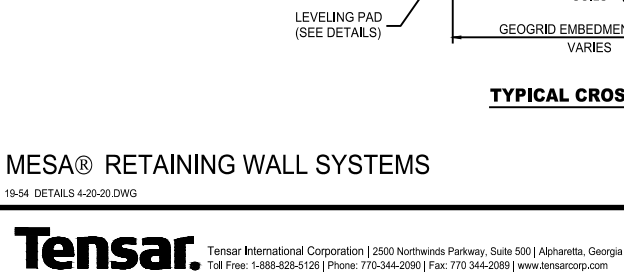 LEVELING PAD
(SEE DETAILS)
GEOGRID EMBEDMEN
VARIES
TYPICAL CROS
MESA® RETAINING WALL SYSTEMS
19-54 DETAILS 4-20-20.DWG
Tensar.
Tensar International Corporation | 2500 Northwinds Parkway, Suite 500 | Alpharetta, Georgia
Toll Free: 1-888-828-5126 | Phone: 770-344-2090 | Fax: 770 344-2089 | www.tensarcorp.com